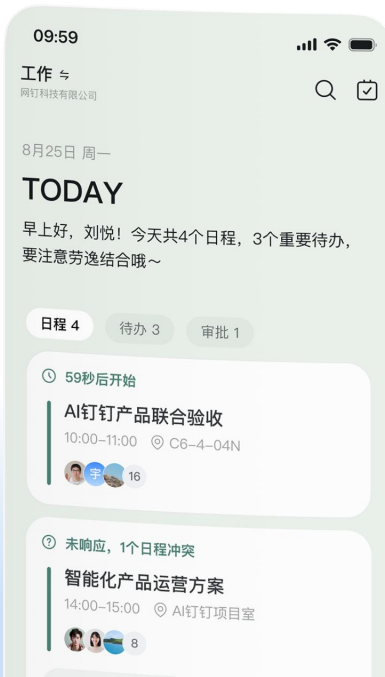 09:59
工作
网钉科技有限公司
8月25日 周一
TODAY
早上好，刘悦！今天共4个日程，3个重要待办，
要注意劳逸结合哦～
日程 4
待办 3
审批 1
59秒后开始
AI钉钉产品联合验收
10:00–11:00 C6–4–04N
宇
16
未响应，1个日程冲突
智能化产品运营方案
14:00–15:00 AI钉钉项目室
8